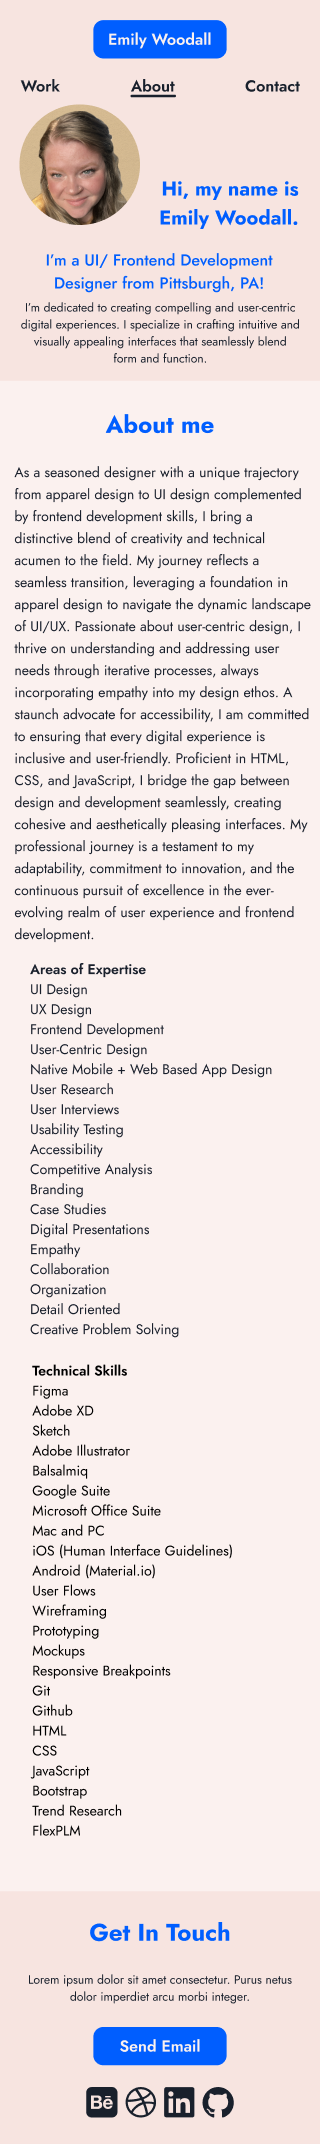 Emily Woodall
Work About Contact
Hi, my name is
Emily Woodall.
I'm a UI/ Frontend Development
Designer from Pittsburgh, PA!
I'm dedicated to creating compelling and user-centric
digital experiences. I specialize in crafting intuitive and
visually appealing interfaces that seamlessly blend
form and function.
About me
As a seasoned designer with a unique trajectory
from apparel design to UI design complemented
by frontend development skills, I bring a
distinctive blend of creativity and technical
acumen to the field. My journey reflects a
seamless transition, leveraging a foundation in
apparel design to navigate the dynamic landscape
of UI/UX. Passionate about user-centric design, I
thrive on understanding and addressing user
needs through iterative processes, always
incorporating empathy into my design ethos. A
staunch advocate for accessibility, I am committed
to ensuring that every digital experience is
inclusive and user-friendly. Proficient in HTML,
CSS, and JavaScript, I bridge the gap between
design and development seamlessly, creating
cohesive and aesthetically pleasing interfaces. My
professional journey is a testament to my
adaptability, commitment to innovation, and the
continuous pursuit of excellence in the ever-
evolving realm of user experience and frontend
development.
Areas of Expertise
UI Design
UX Design
Frontend Development
User-Centric Design
Native Mobile + Web Based App Design
User Research
User Interviews
Usability Testing
Accessibility
Competitive Analysis
Branding
Case Studies
Digital Presentations
Empathy
Collaboration
Organization
Detail Oriented
Creative Problem Solving
Technical Skills
Figma
Adobe XD
Sketch
Adobe Illustrator
Balsalmiq
Google Suite
Microsoft Office Suite
Mac and PC
iOS (Human Interface Guidelines)
Android (Material.io)
User Flows
Wireframing
Prototyping
Mockups
Responsive Breakpoints
Git
Github
HTML
CSS
JavaScript
Bootstrap
Trend Research
FlexPLM
Get In Touch
Lorem ipsum dolor sit amet consectetur. Purus netus
dolor imperdiet arcu morbi integer.
Send Email
Bē in